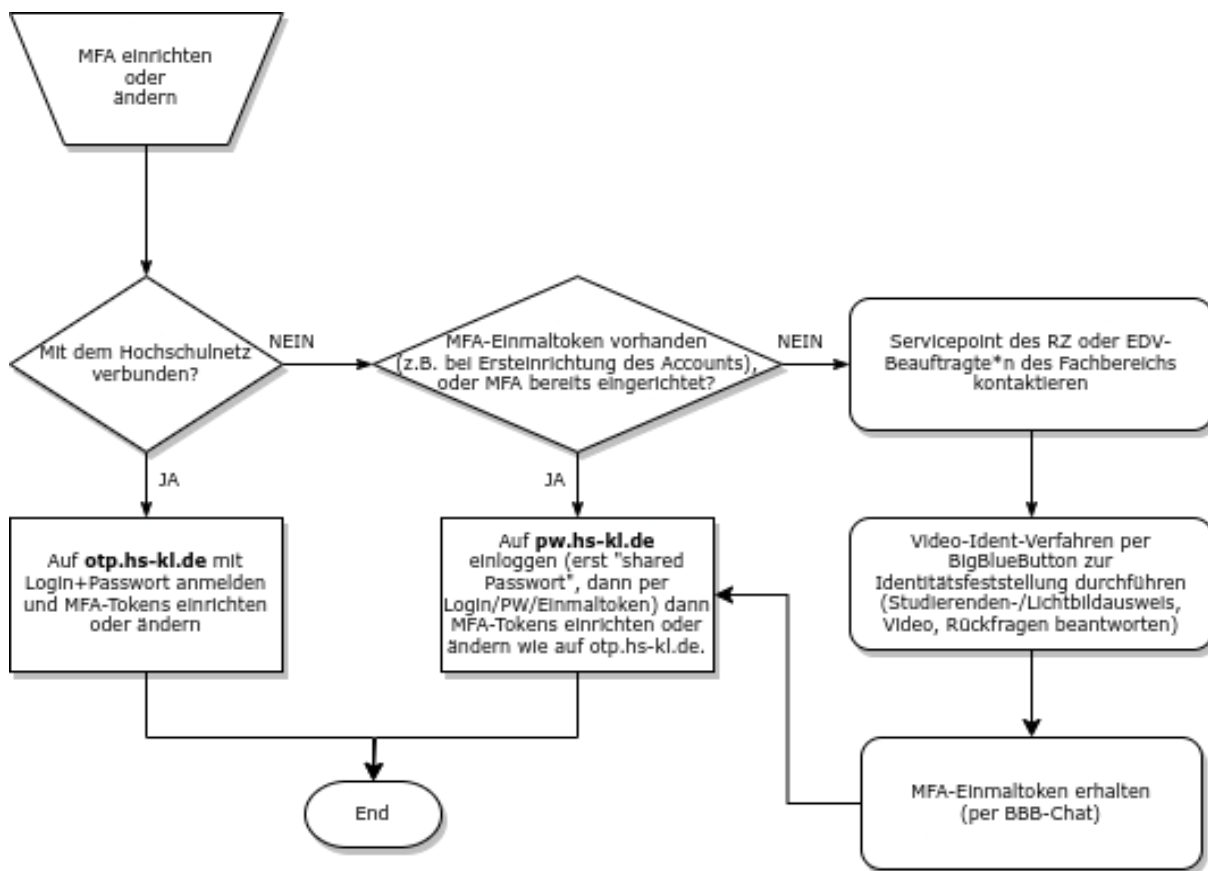 MFA einrichten
oder
ändern
Mit dem Hochschulnetz
verbunden?
NEIN
MFA-Einmaltoken vorhanden
(z.B. bei Ersteinrichtung des Accounts),
oder MFA bereits eingerichtet?
NEIN
Servicepoint des RZ oder EDV-
Beauftragte*n des Fachbereichs
kontaktieren
JA
JA
Auf otp.hs-kl.de mit
Login+Passwort anmelden
und MFA-Tokens einrichten
oder ändern
Auf pw.hs-kl.de
einloggen (erst "shared
Passwort", dann per
Login/PW/Einmaltoken) dann
MFA-Tokens einrichten oder
ändern wie auf otp.hs-kl.de.
Video-Ident-Verfahren per
BigBlueButton zur
Identitätsfeststellung durchführen
(Studierenden-/Lichtbildausweis,
Video, Rückfragen beantworten)
End
MFA-Einmaltoken erhalten
(per BBB-Chat)